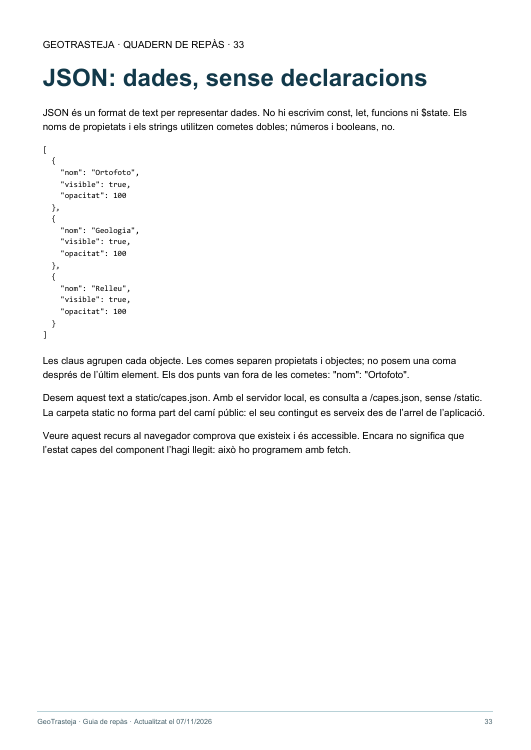 GEOTRASTEJA · QUADERN DE REPÀS · 33
JSON: dades, sense declaracions
JSON és un format de text per representar dades. No hi escrivim const, let, funcions ni $state. Els
noms de propietats i els strings utilitzen cometes dobles; números i booleans, no.
[
  {
    "nom": "Ortofoto",
    "visible": true,
    "opacitat": 100
  },
  {
    "nom": "Geologia",
    "visible": true,
    "opacitat": 100
  },
  {
    "nom": "Relleu",
    "visible": true,
    "opacitat": 100
  }
]
Les claus agrupen cada objecte. Les comes separen propietats i objectes; no posem una coma
després de l’últim element. Els dos punts van fora de les cometes: "nom": "Ortofoto".
Desem aquest text a static/capes.json. Amb el servidor local, es consulta a /capes.json, sense /static.
La carpeta static no forma part del camí públic: el seu contingut es serveix des de l’arrel de l’aplicació.
Veure aquest recurs al navegador comprova que existeix i és accessible. Encara no significa que
l’estat capes del component l’hagi llegit: això ho programem amb fetch.
GeoTrasteja · Guia de repàs · Actualitzat el 07/11/2026
33